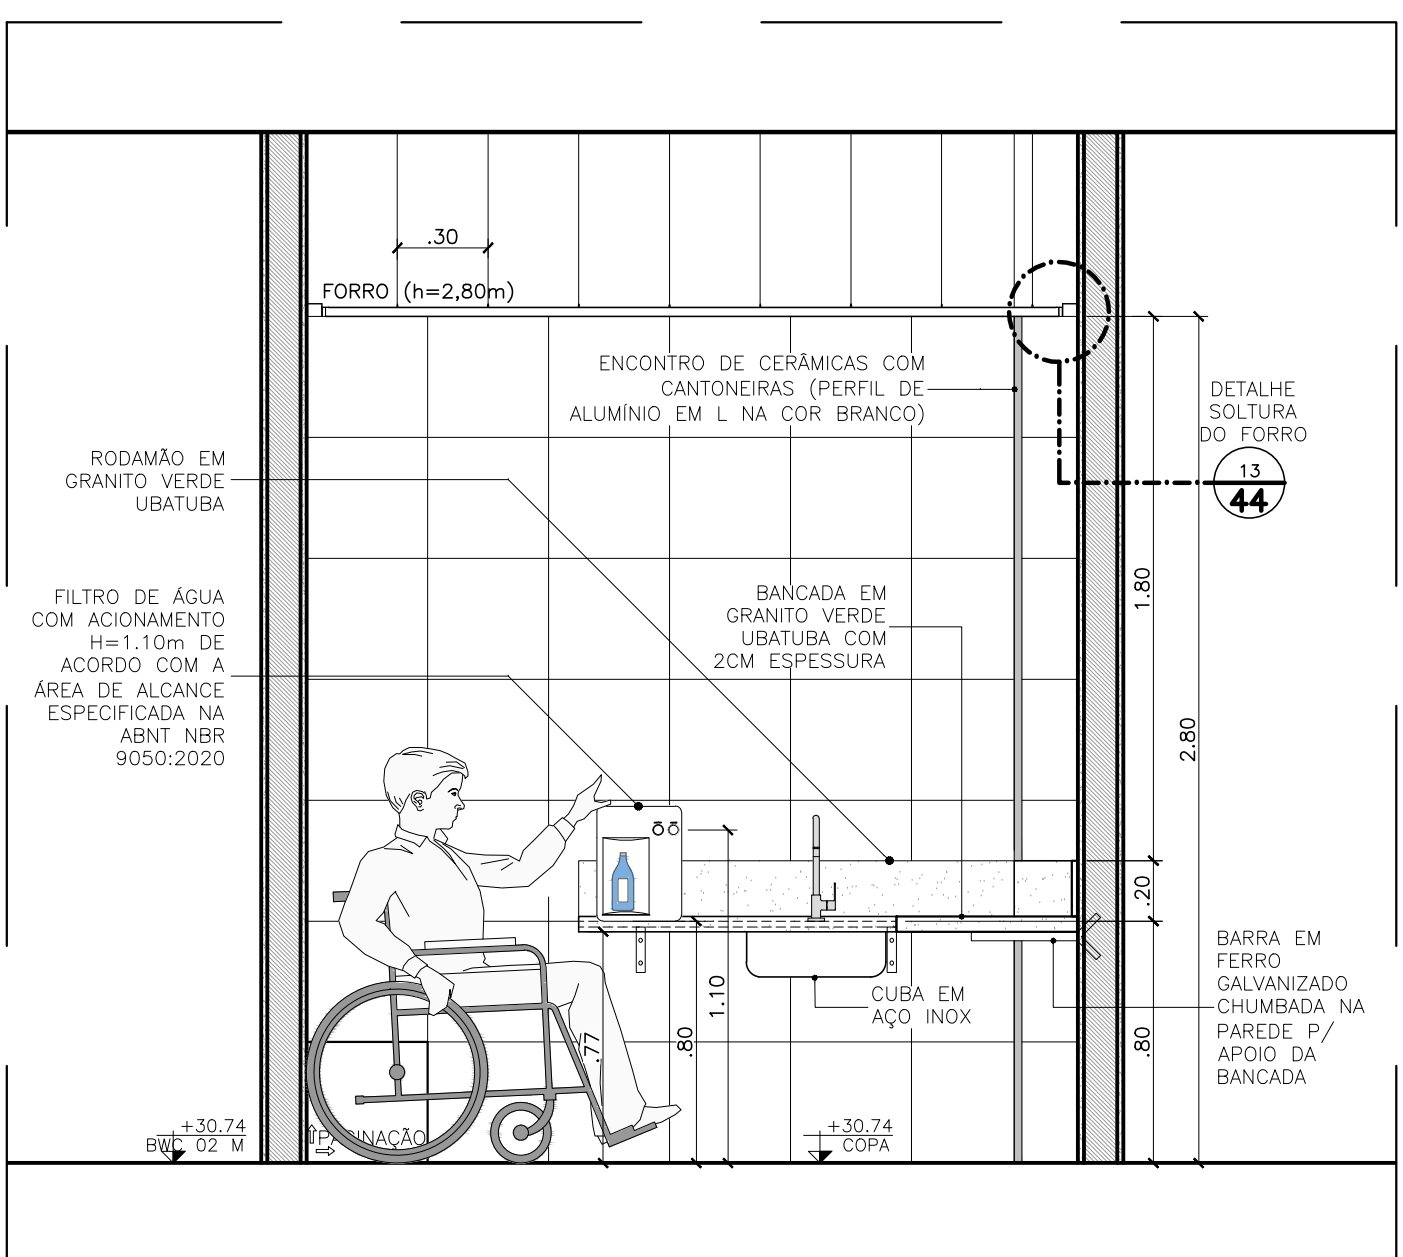 .30
FORRO (h=2,80m)
ENCONTRO DE CERÂMICAS COM
CANTONEIRAS (PERFIL DE
ALUMÍNIO EM L NA COR BRANCO)
DETALHE
SOLTURA
DO FORRO
13
44
RODAMÃO EM
GRANITO VERDE
UBATUBA
FILTRO DE ÁGUA
COM ACIONAMENTO
H=1.10m DE
ACORDO COM A
ÁREA DE ALCANCE
ESPECIFICADA NA
ABNT NBR
9050:2020
BANCADA EM
GRANITO VERDE
UBATUBA COM
2CM ESPESSURA
1.80
2.80
.20
.80
CUBA EM
AÇO INOX
1.10
.80
.77
BARRA EM
FERRO
GALVANIZADO
CHUMBADA NA
PAREDE P/
APOIO DA
BANCADA
+30.74
BWC 02 M
PAGINAÇÃO
+30.74
COPA